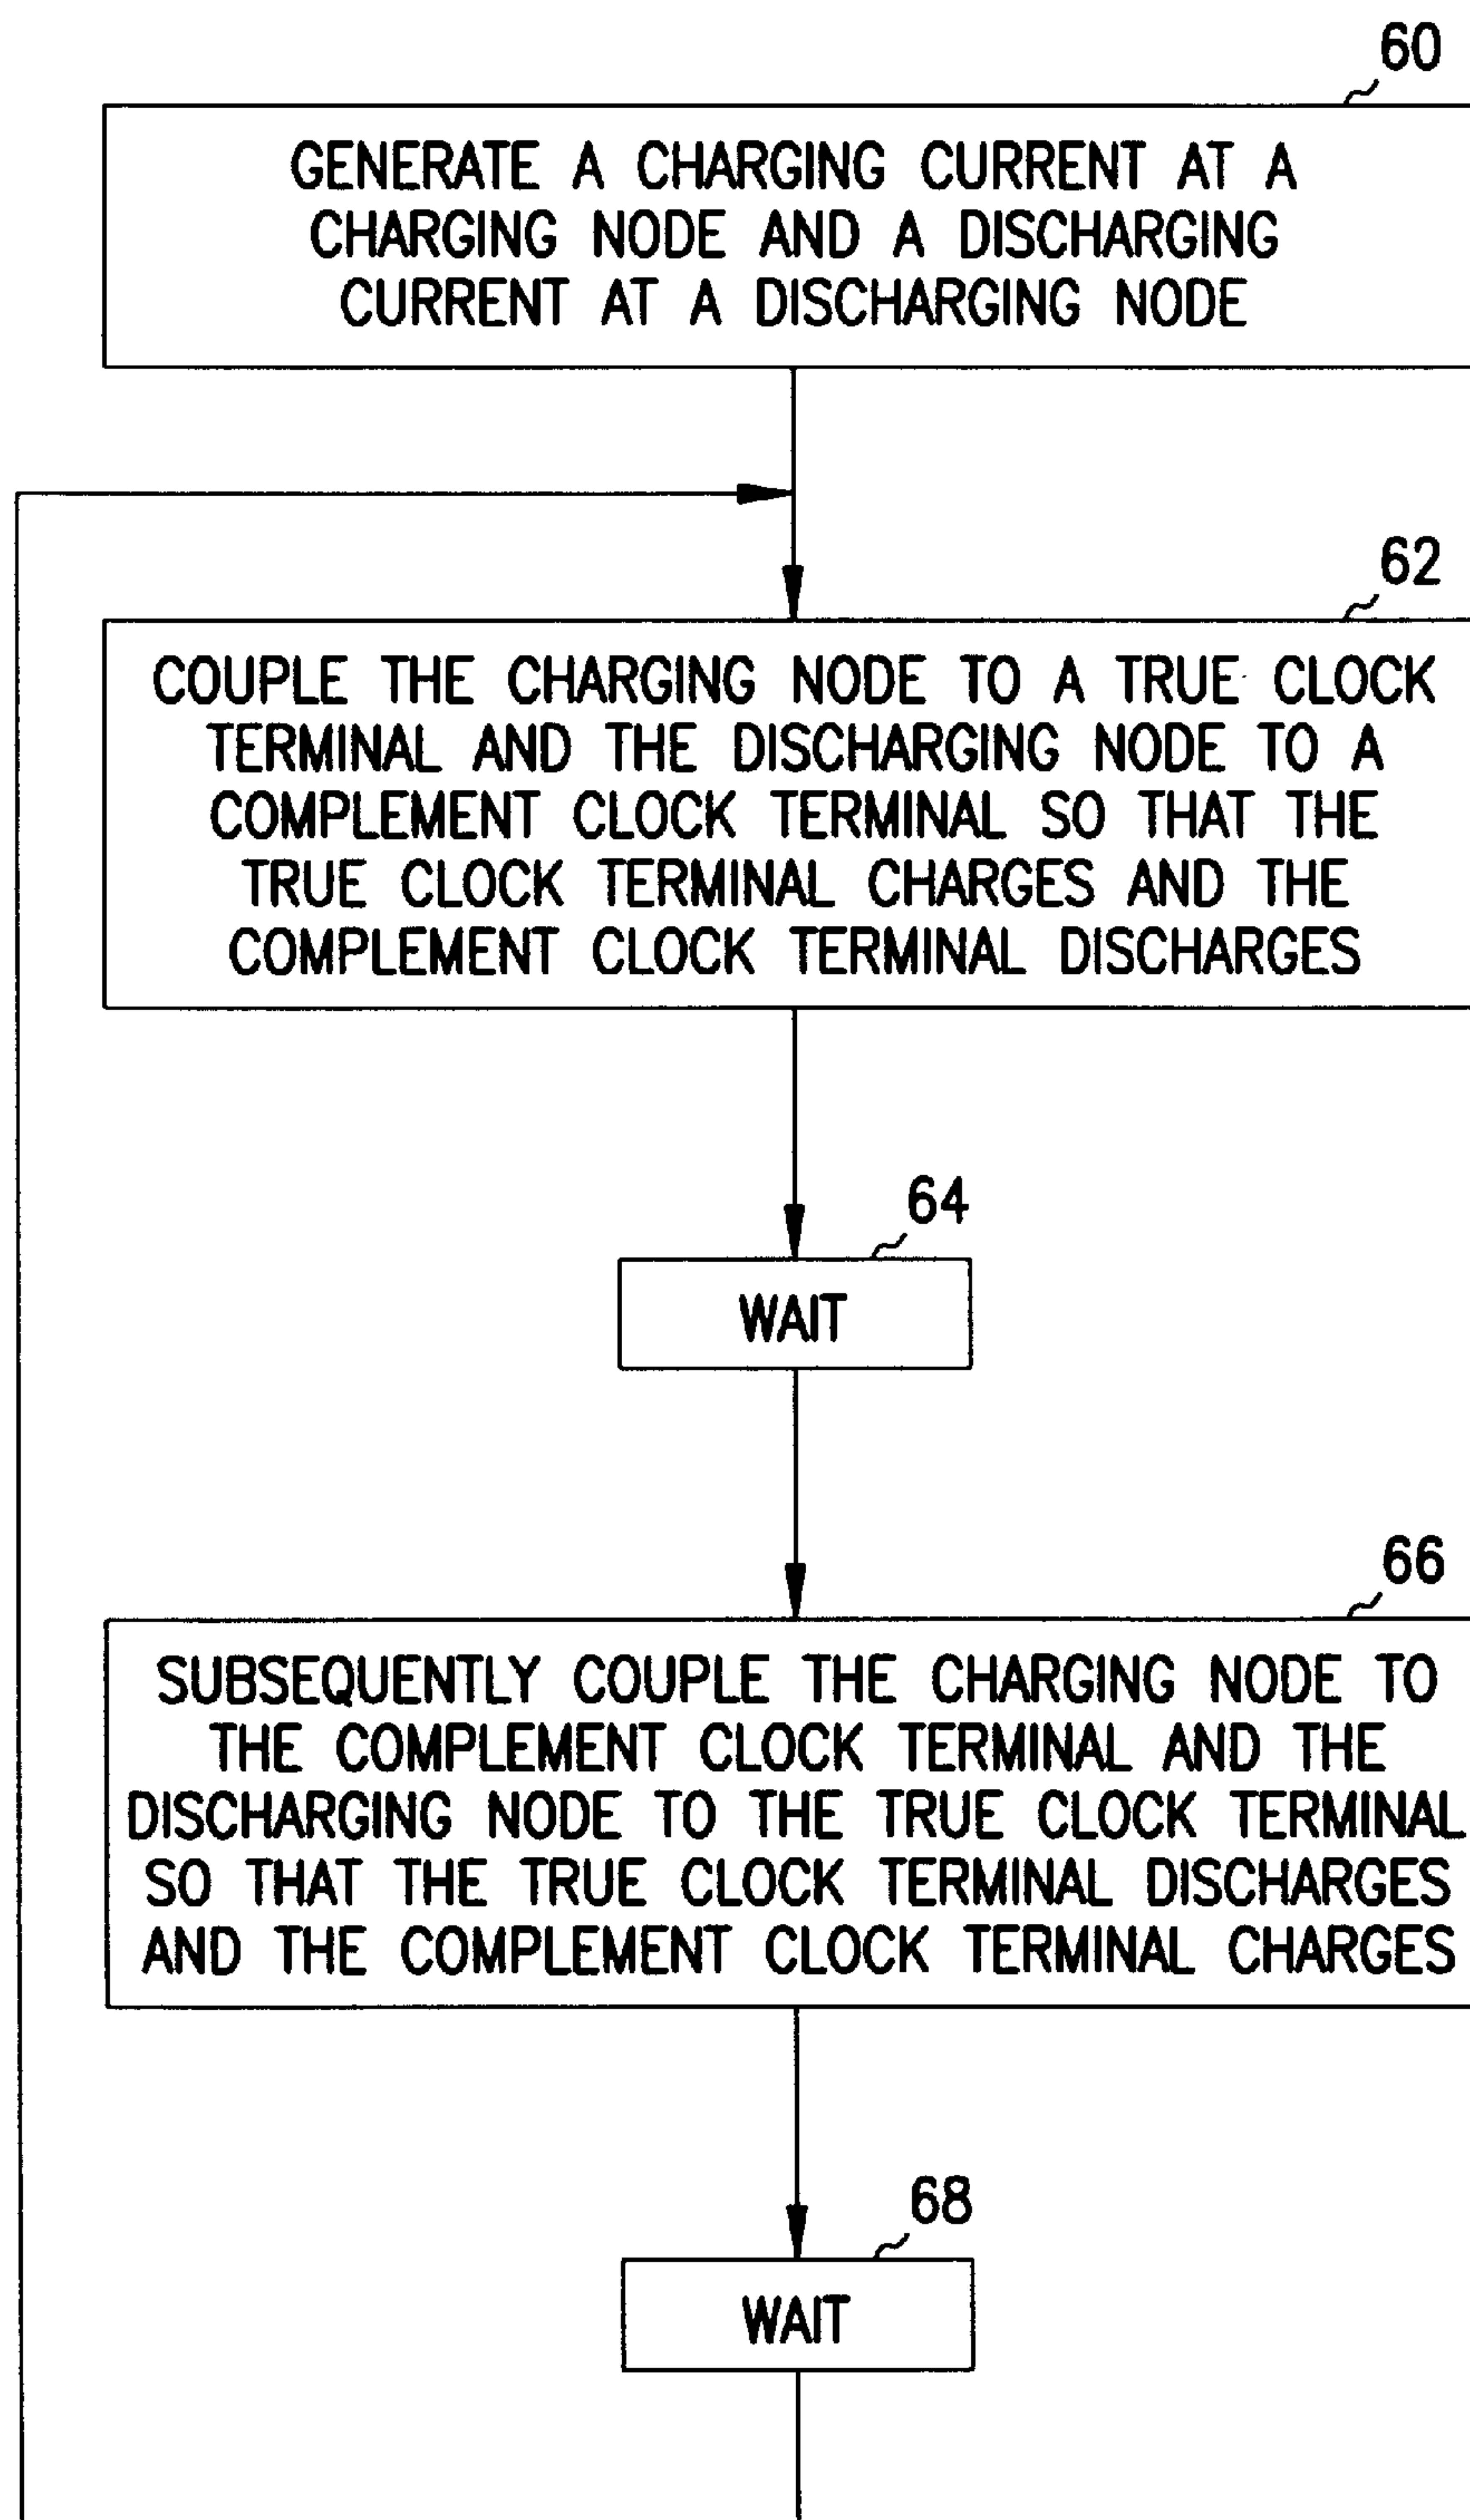 60
GENERATE A CHARGING CURRENT AT A
CHARGING NODE AND A DISCHARGING
CURRENT AT A DISCHARGING NODE
62
COUPLE THE CHARGING NODE TO A TRUE CLOCK
TERMINAL AND THE DISCHARGING NODE TO A
COMPLEMENT CLOCK TERMINAL SO THAT THE
TRUE CLOCK TERMINAL CHARGES AND THE
COMPLEMENT CLOCK TERMINAL DISCHARGES
64
WAIT
66
SUBSEQUENTLY COUPLE THE CHARGING NODE TO
THE COMPLEMENT CLOCK TERMINAL AND THE
DISCHARGING NODE TO THE TRUE CLOCK TERMINAL
SO THAT THE TRUE CLOCK TERMINAL DISCHARGES
AND THE COMPLEMENT CLOCK TERMINAL CHARGES
68
WAIT